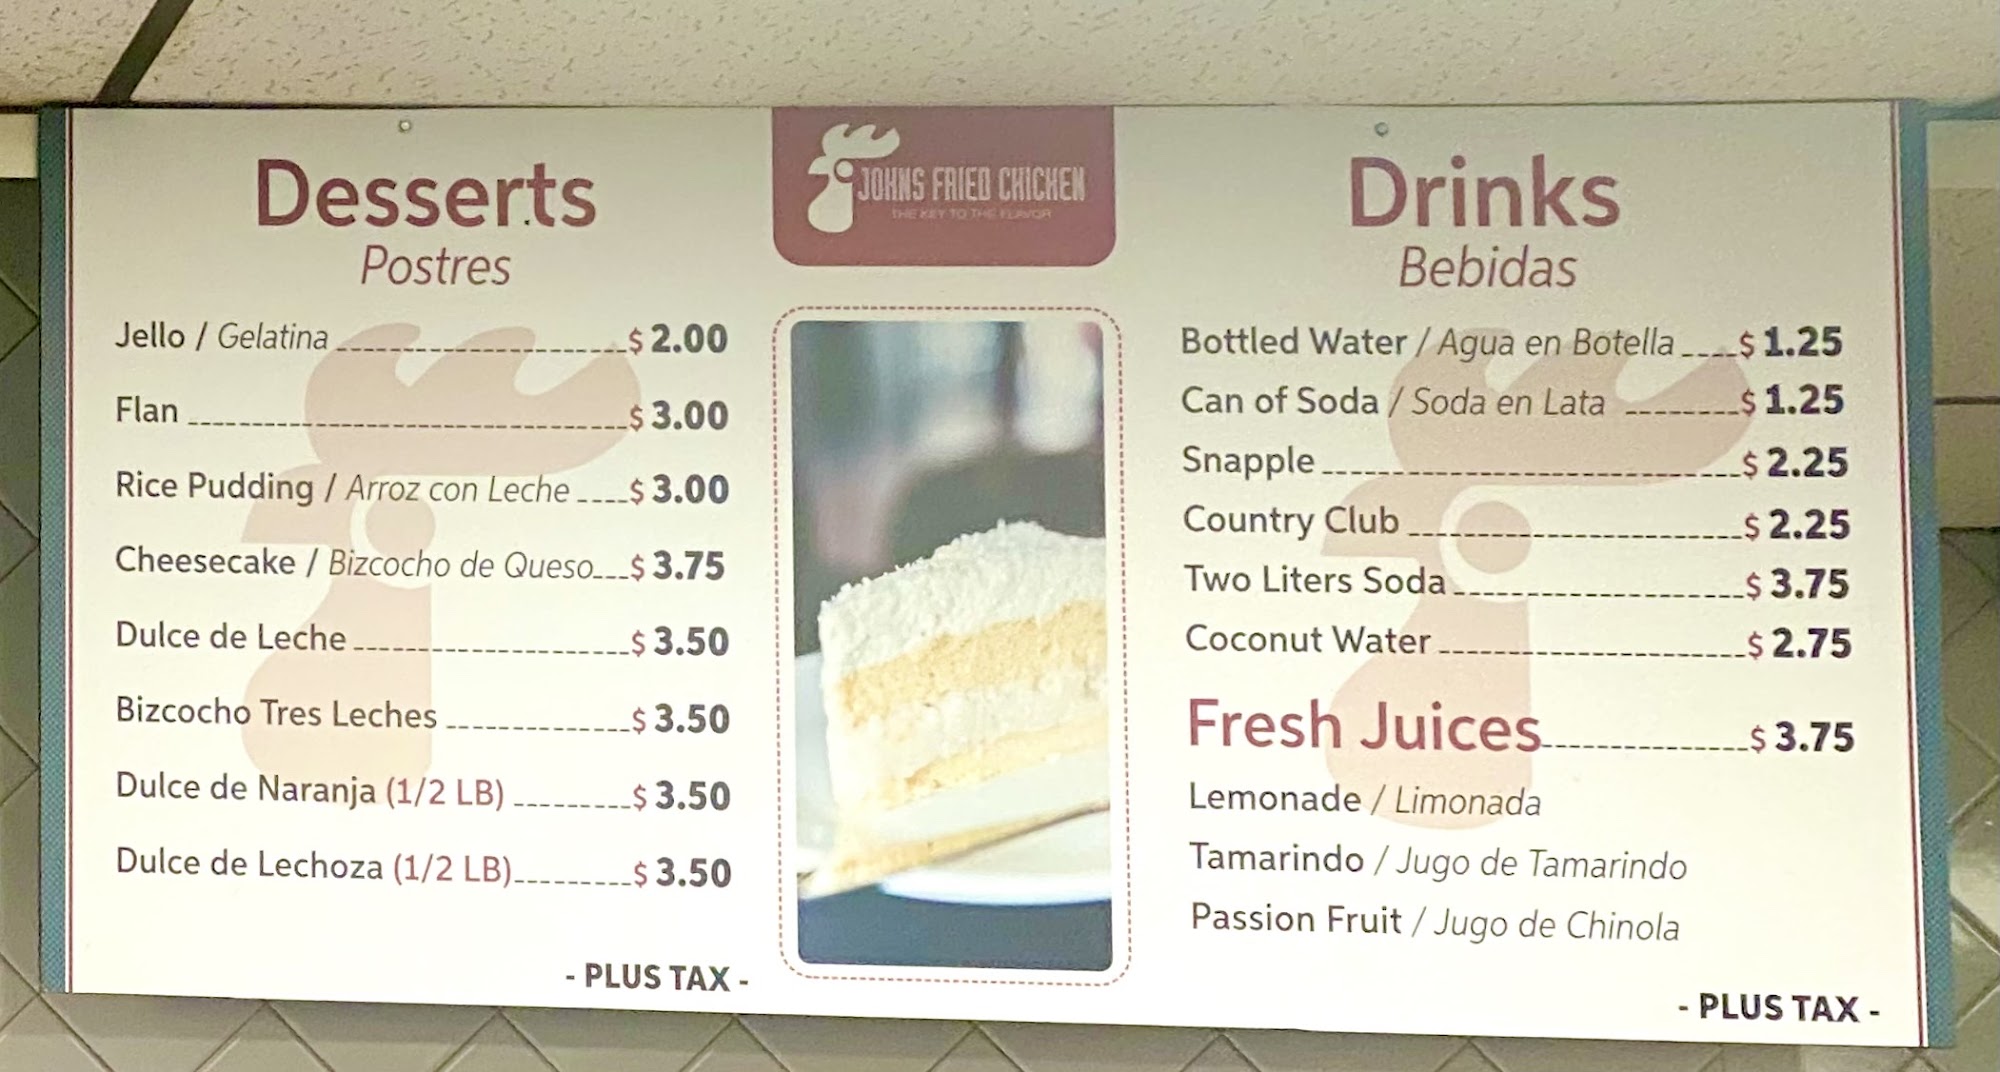 Desserts
Postres
Jello / Gelatina $ 2.00
Flan $ 3.00
Rice Pudding / Arroz con Leche $ 3.00
Cheesecake / Bizcocho de Queso $ 3.75
Dulce de Leche $ 3.50
Bizcocho Tres Leches $ 3.50
Dulce de Naranja (1/2 LB) $ 3.50
Dulce de Lechoza (1/2 LB) $ 3.50
- PLUS TAX -
JOHNS FRIED CHICKEN
THE KEY TO THE FLAVOR
Drinks
Bebidas
Bottled Water / Agua en Botella $ 1.25
Can of Soda / Soda en Lata $ 1.25
Snapple $ 2.25
Country Club $ 2.25
Two Liters Soda $ 3.75
Coconut Water $ 2.75
Fresh Juices $ 3.75
Lemonade / Limonada
Tamarindo / Jugo de Tamarindo
Passion Fruit / Jugo de Chinola
- PLUS TAX -